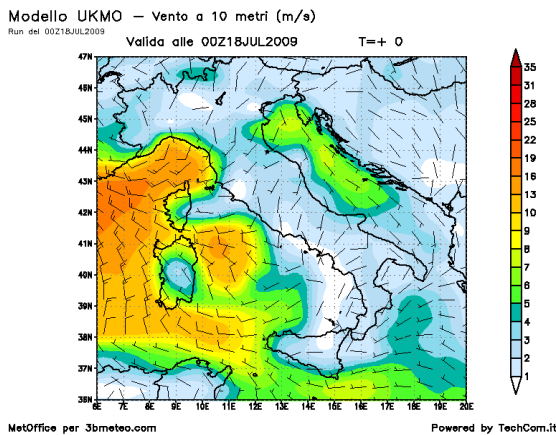 Modello UKMO – Vento a 10 metri (m/s)
Run del 00Z18JUL2009
Valida alle 00Z18JUL2009 T=+ 0
47N
46N
45N
44N
43N
42N
41N
40N
39N
38N
37N
36N
6E 7E 8E 9E 10E 11E 12E 13E 14E 15E 16E 17E 18E 19E 20E
35
31
28
25
22
19
16
13
10
9
8
7
6
5
4
3
2
1
MetOffice per 3bmeteo.com Powered by TechCom.it